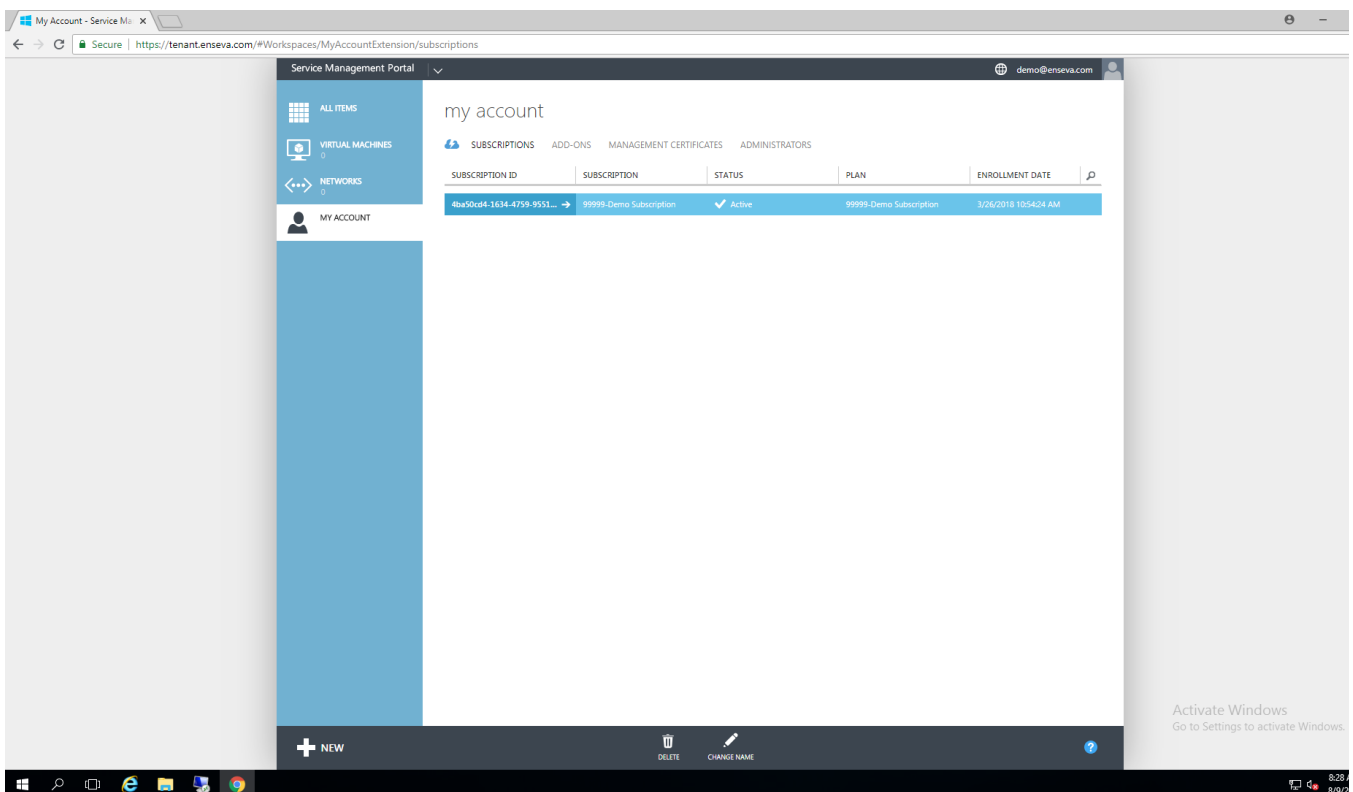 My Account - Service Ma
Secure | https://tenant.enseva.com/#Workspaces/MyAccountExtension/subscriptions
Service Management Portal
demo@enseva.com
ALL ITEMS
VIRTUAL MACHINES
0
NETWORKS
0
MY ACCOUNT
my account
SUBSCRIPTIONS ADD-ONS MANAGEMENT CERTIFICATES ADMINISTRATORS
SUBSCRIPTION ID SUBSCRIPTION STATUS PLAN ENROLLMENT DATE
4ba50cd4-1634-4759-9551... 99999-Demo Subscription Active 99999-Demo Subscription 3/26/2018 10:54:24 AM
Activate Windows
Go to Settings to activate Windows.
NEW
DELETE
CHANGE NAME
?
8:28 A
8/9/2